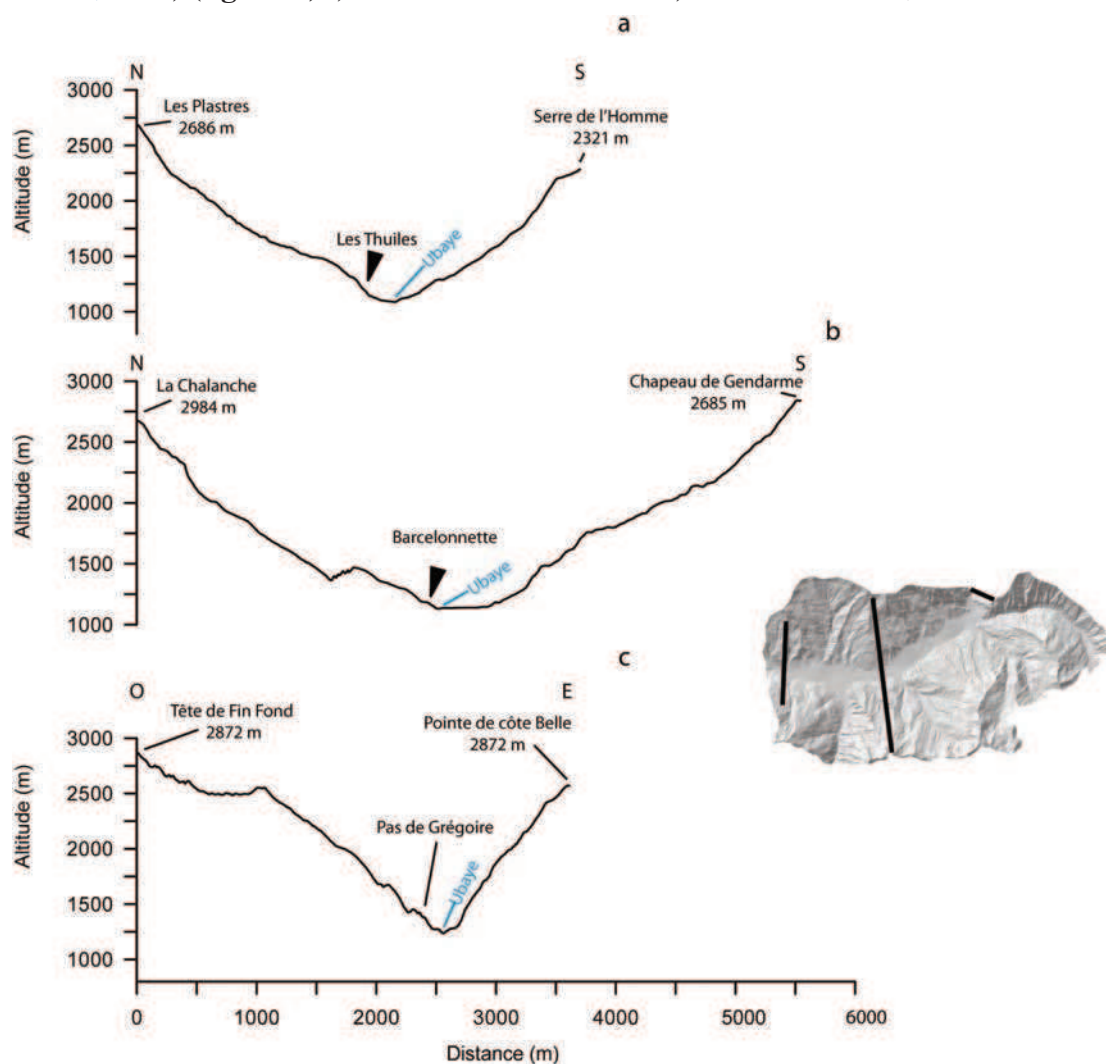 a
N
S
3000
2500
2000
1500
1000
Altitude (m)
Les Plastres
2686 m
Serre de l'Homme
2321 m
Les Thuiles
Ubaye
b
N
S
3000
2500
2000
1500
1000
Altitude (m)
La Chalanche
2984 m
Chapeau de Gendarme
2685 m
Barcelonnette
Ubaye
c
O
E
3000
2500
2000
1500
1000
Altitude (m)
Tête de Fin Fond
2872 m
Pointe de côte Belle
2872 m
Pas de Grégoire
Ubaye
0 1000 2000 3000 4000 5000 6000
Distance (m)